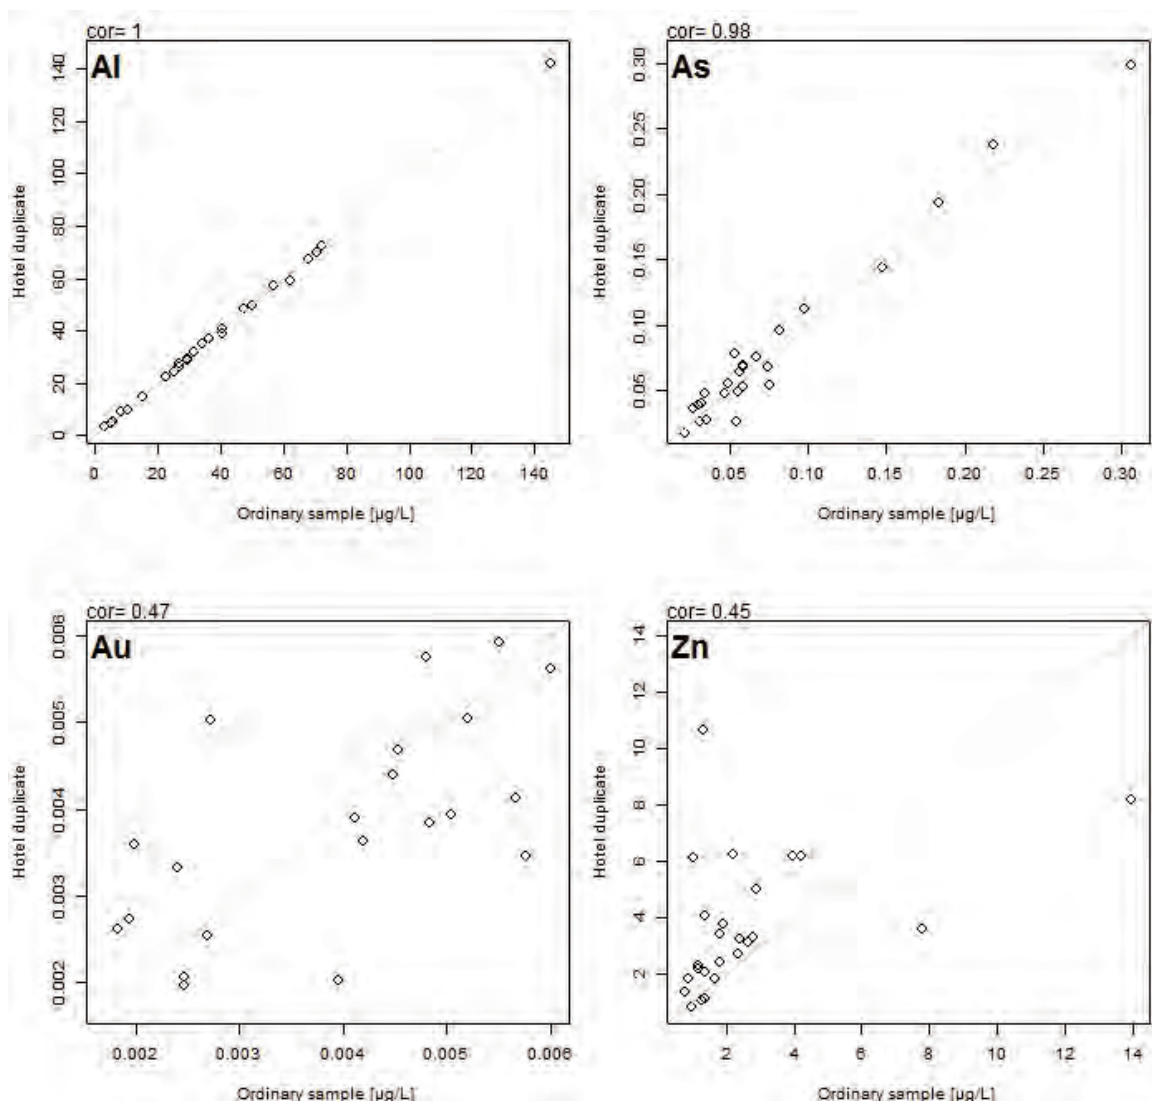 cor= 1
Al
140
120
100
80
60
40
20
0
Hotel duplicate
0 20 40 60 80 100 120 140
Ordinary sample [µg/L]
cor= 0.98
As
0.30
0.25
0.20
0.15
0.10
0.05
Hotel duplicate
0.05 0.10 0.15 0.20 0.25 0.30
Ordinary sample [µg/L]
cor= 0.47
Au
0.006
0.005
0.004
0.003
0.002
Hotel duplicate
0.002 0.003 0.004 0.005 0.006
Ordinary sample [µg/L]
cor= 0.45
Zn
14
12
10
8
6
4
2
Hotel duplicate
2 4 6 8 10 12 14
Ordinary sample [µg/L]